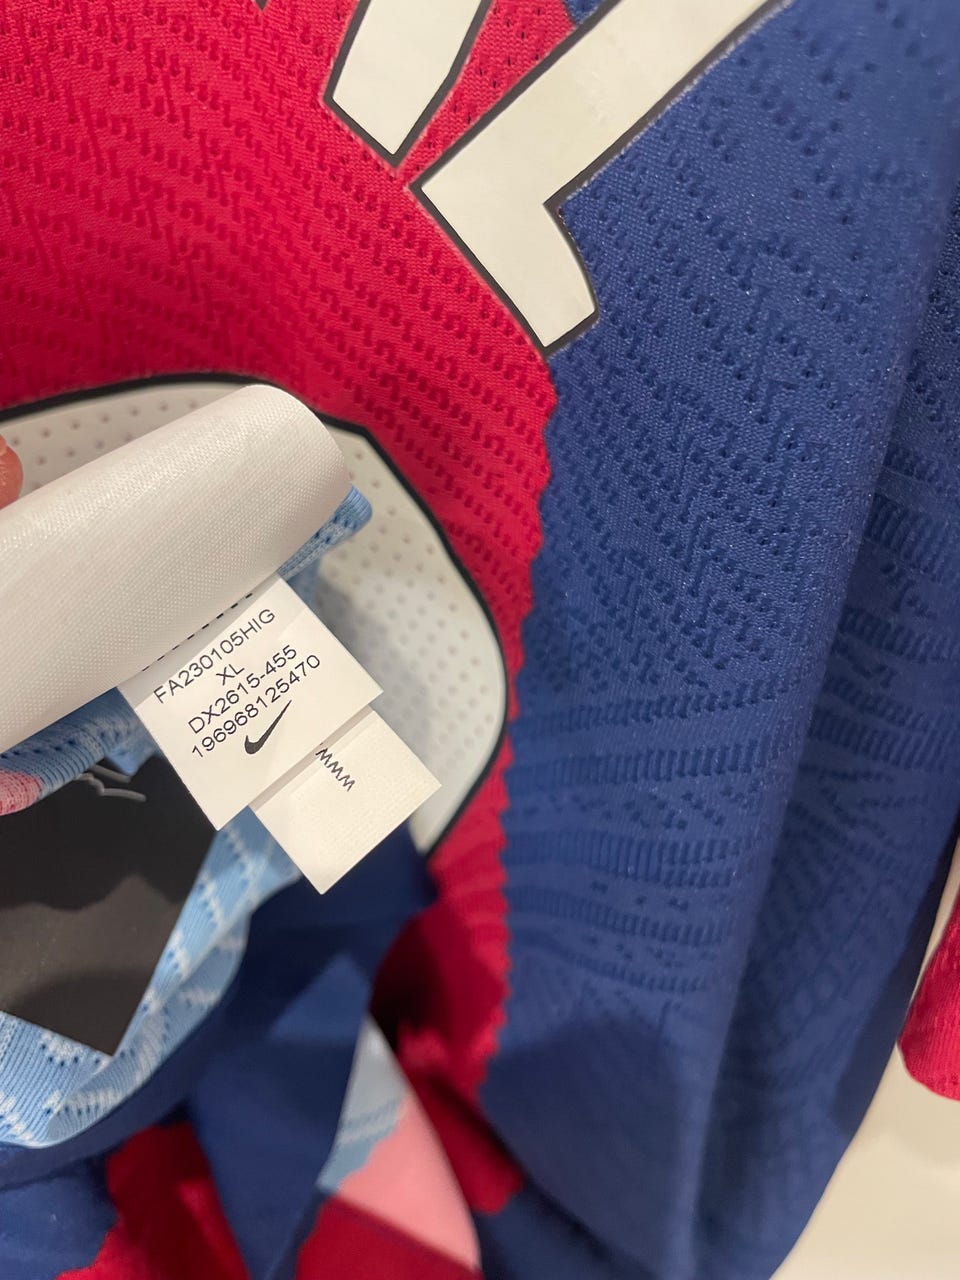 FA230105HIG
XL
DX2615-455
196968125470
MMM